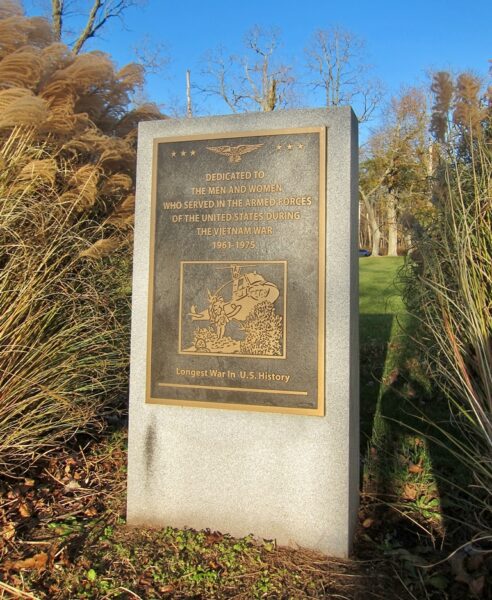 DEDICATED TO
THE MEN AND WOMEN
WHO SERVED IN THE ARMED FORCES
OF THE UNITED STATES DURING
THE VIETNAM WAR
1961-1975
Longest War In U.S. History